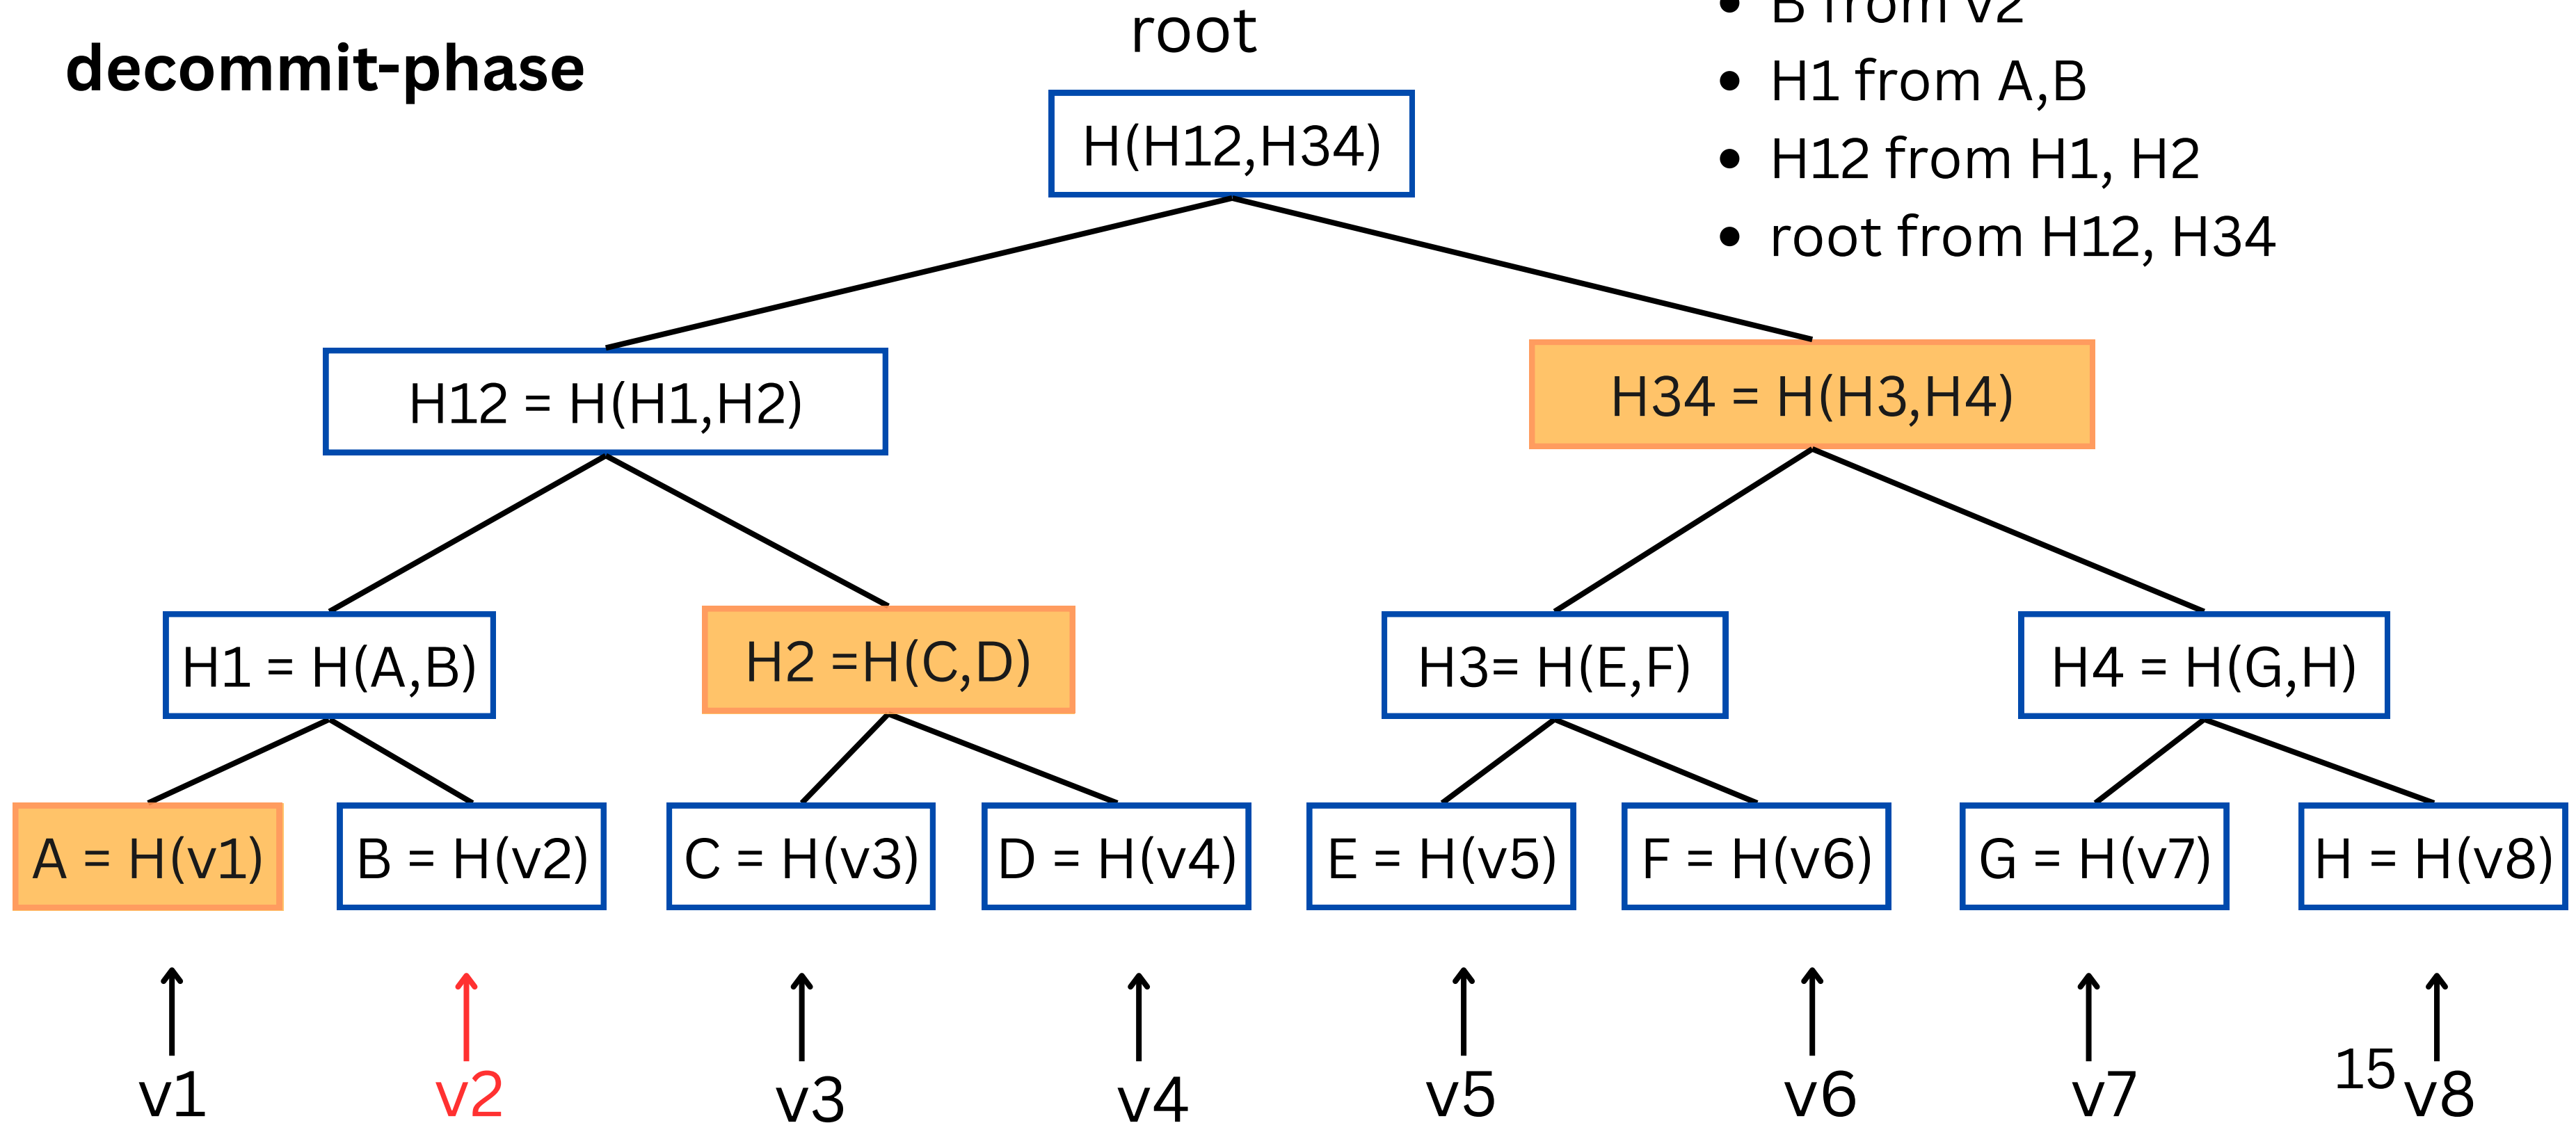 decommit-phase
root
• B from v2
• H1 from A,B
• H12 from H1, H2
• root from H12, H34
H(H12,H34)
H12 = H(H1,H2)
H34 = H(H3,H4)
H1 = H(A,B)
H2 =H(C,D)
H3= H(E,F)
H4 = H(G,H)
A = H(v1)
B = H(v2)
C = H(v3)
D = H(v4)
E = H(v5)
F = H(v6)
G = H(v7)
H = H(v8)
v1
v2
v3
v4
v5
v6
v7
15
v8